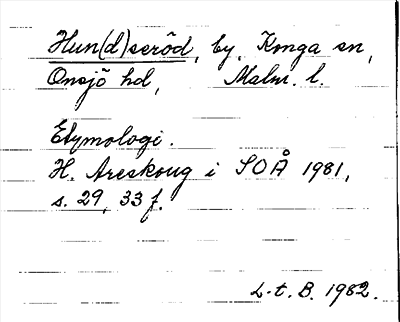 Hun(d)seröd, by, Konga sn,
Onsjö hd, Malm. l.
Etymologi.
H. Areskoug i SOÅ 1981,
s. 29, 33 f.
L-t. B. 1982.